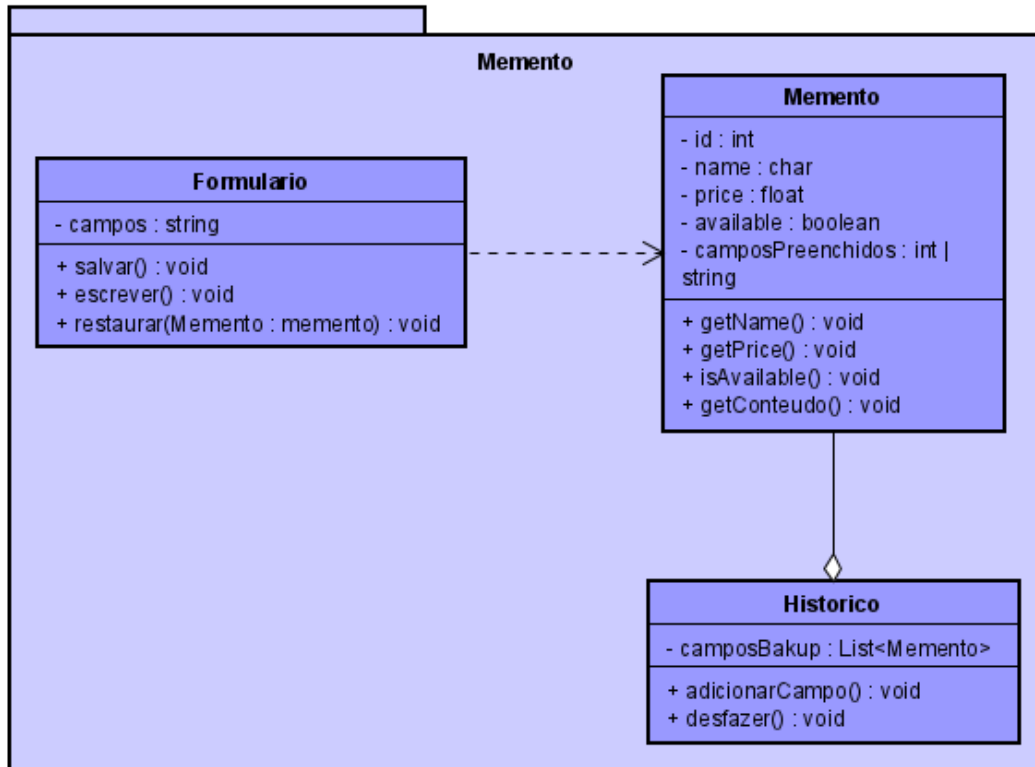 Memento
Memento
- id : int
- name : char
- price : float
- available : boolean
- camposPreenchidos : int |
string
+ getName() : void
+ getPrice() : void
+ isAvailable() : void
+ getConteudo() : void
Formulario
- campos : string
+ salvar() : void
+ escrever() : void
+ restaurar(Memento : memento) : void
Historico
- camposBakup : List<Memento>
+ adicionarCampo() : void
+ desfazer() : void